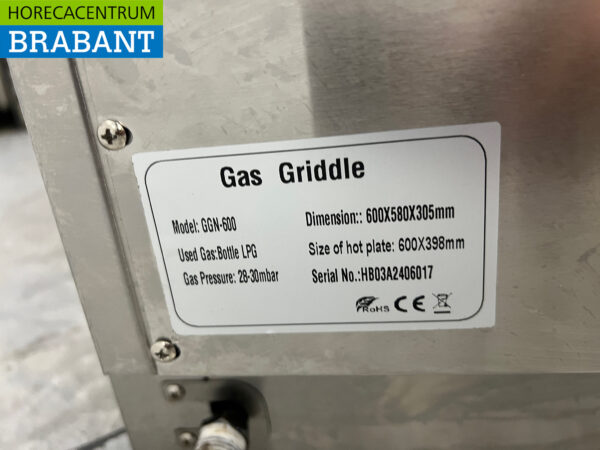 HORECACENTRUM
BRABANT
Gas Griddle
Model: GGN-600
Dimension:: 600X580X305mm
Used Gas:Bottle LPG
Size of hot plate: 600X398mm
Gas Pressure: 28-30mbar
Serial No.:HB03A2406017
RoHS CE